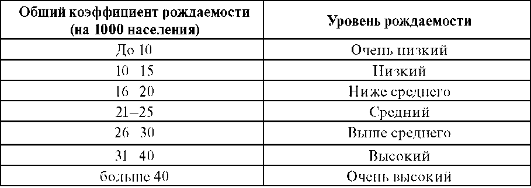 Общий коэффициент рождаемости Уровень рождаемости
(на 1000 населения)
До 10 Очень низкий
10–15 Низкий
16–20 Ниже среднего
21–25 Средний
26–30 Выше среднего
31–40 Высокий
больше 40 Очень высокий